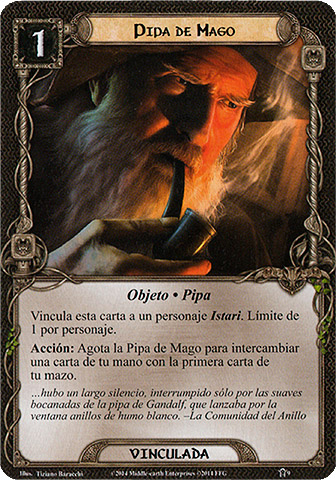 1
Pipa de Mago
Objeto • Pipa
Vincula esta carta a un personaje Istari. Límite de
1 por personaje.
Acción: Agota la Pipa de Mago para intercambiar
una carta de tu mano con la primera carta de
tu mazo.
…hubo un largo silencio, interrumpido sólo por las suaves
bocanadas de la pipa de Gandalf, que lanzaba por la
ventana anillos de humo blanco. –La Comunidad del Anillo
VINCULADA
Illus. Tiziano Baracchi ©2014 Middle-earth Enterprises ©2014 FFG 9